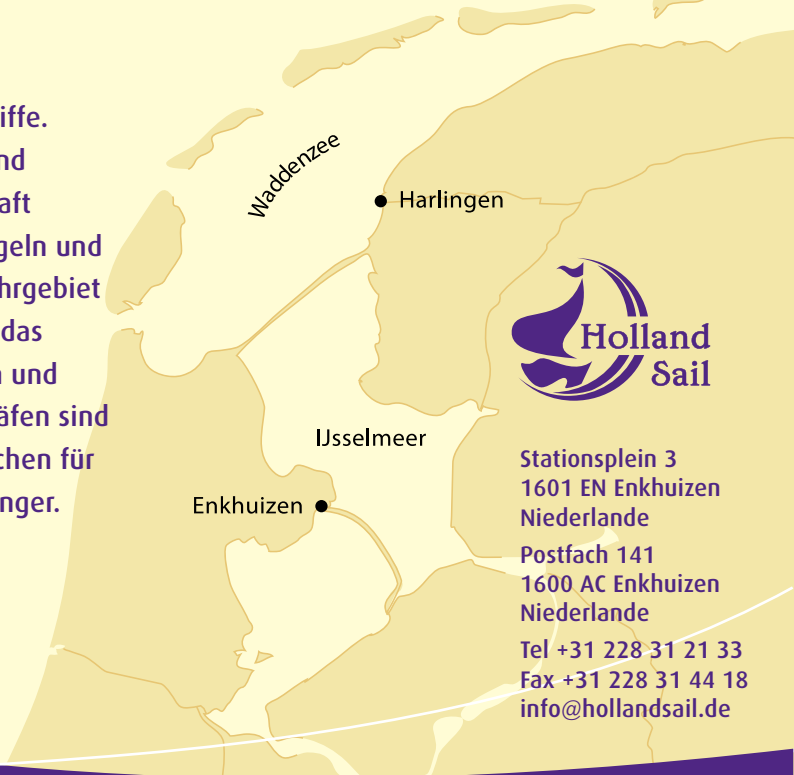 iffe.
nd
aft
geln und
hrgebiet
das
und
äfen sind
chen für
nger.
Waddenzee
Harlingen
IJsselmeer
Enkhuizen
Holland
Sail
Stationsplein 3
1601 EN Enkhuizen
Niederlande
Postfach 141
1600 AC Enkhuizen
Niederlande
Tel +31 228 31 21 33
Fax +31 228 31 44 18
info@hollandsail.de